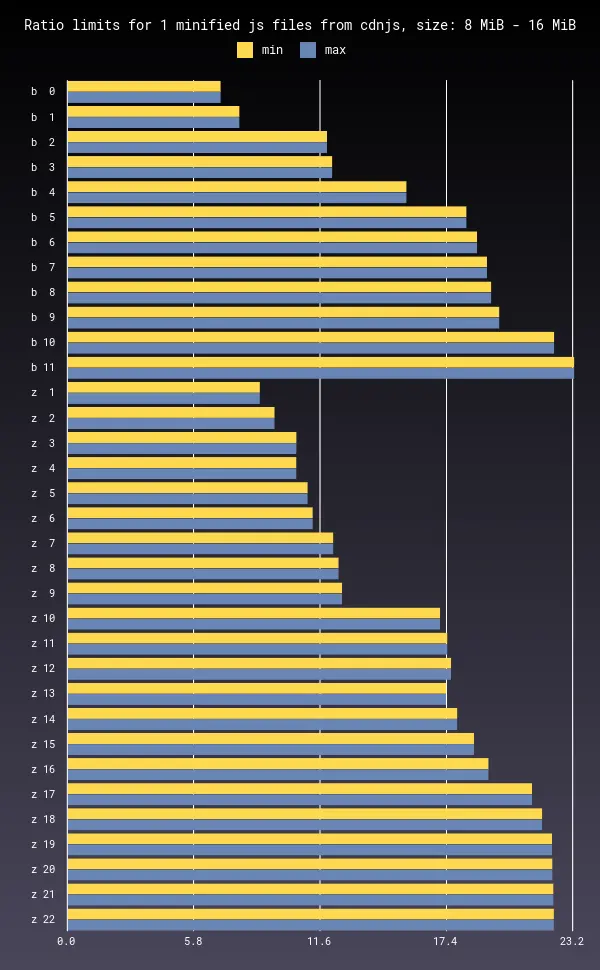 Ratio limits for 1 minified js files from cdnjs, size: 8 MiB - 16 MiB
min max
b 0
b 1
b 2
b 3
b 4
b 5
b 6
b 7
b 8
b 9
b 10
b 11
z 1
z 2
z 3
z 4
z 5
z 6
z 7
z 8
z 9
z 10
z 11
z 12
z 13
z 14
z 15
z 16
z 17
z 18
z 19
z 20
z 21
z 22
0.0 5.8 11.6 17.4 23.2